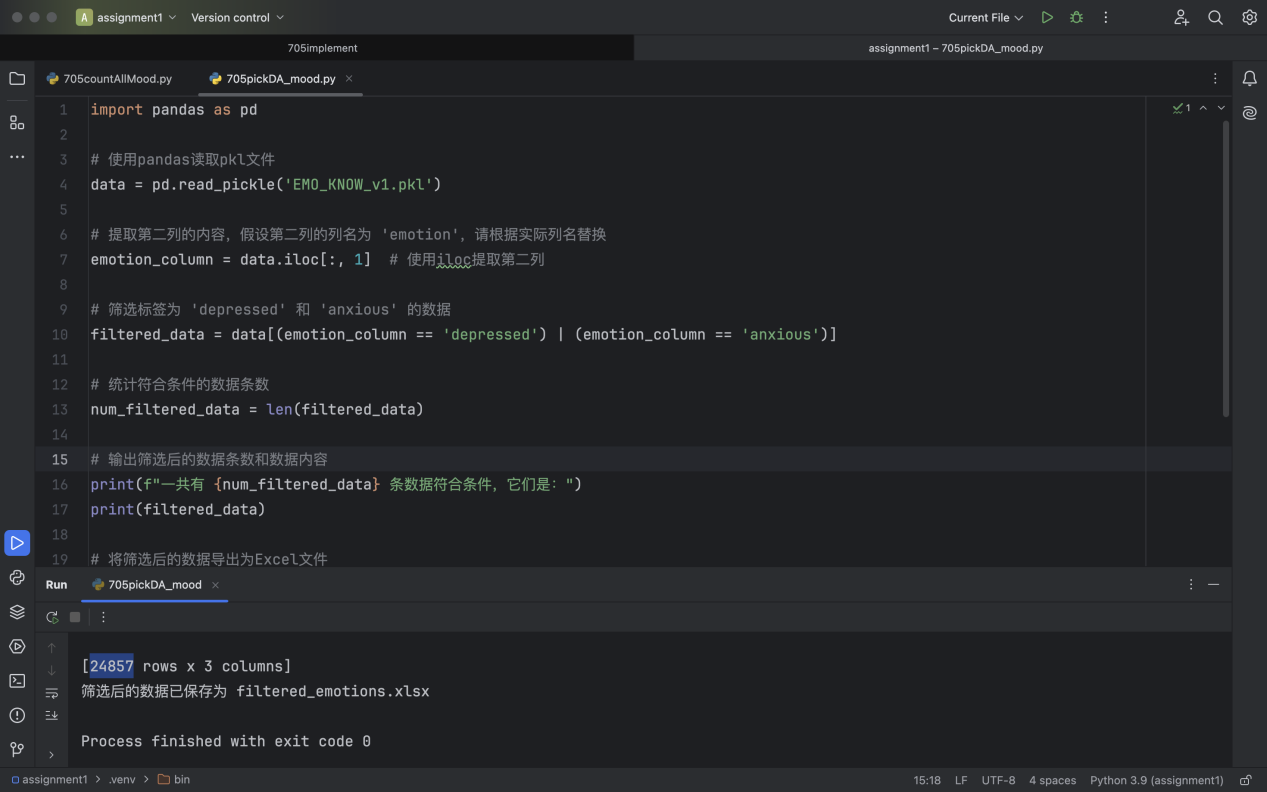 A assignment1 Version control Current File
705implement assignment1 – 705pickDA_mood.py
705countAllMood.py 705pickDA_mood.py
1 import pandas as pd
1
2
3 # 使用pandas读取pkl文件
4 data = pd.read_pickle('EMO_KNOW_v1.pkl')
5
6 # 提取第二列的内容，假设第二列的列名为 'emotion'，请根据实际列名替换
7 emotion_column = data.iloc[:, 1]  # 使用iloc提取第二列
8
9 # 筛选标签为 'depressed' 和 'anxious' 的数据
10 filtered_data = data[(emotion_column == 'depressed') | (emotion_column == 'anxious')]
11
12 # 统计符合条件的数据条数
13 num_filtered_data = len(filtered_data)
14
15 # 输出筛选后的数据条数和数据内容
16 print(f"一共有 {num_filtered_data} 条数据符合条件，它们是：")
17 print(filtered_data)
18
19 # 将筛选后的数据导出为Excel文件
Run 705pickDA_mood
[24857 rows x 3 columns]
筛选后的数据已保存为 filtered_emotions.xlsx
Process finished with exit code 0
assignment1 > .venv > bin 15:18 LF UTF-8 4 spaces Python 3.9 (assignment1)